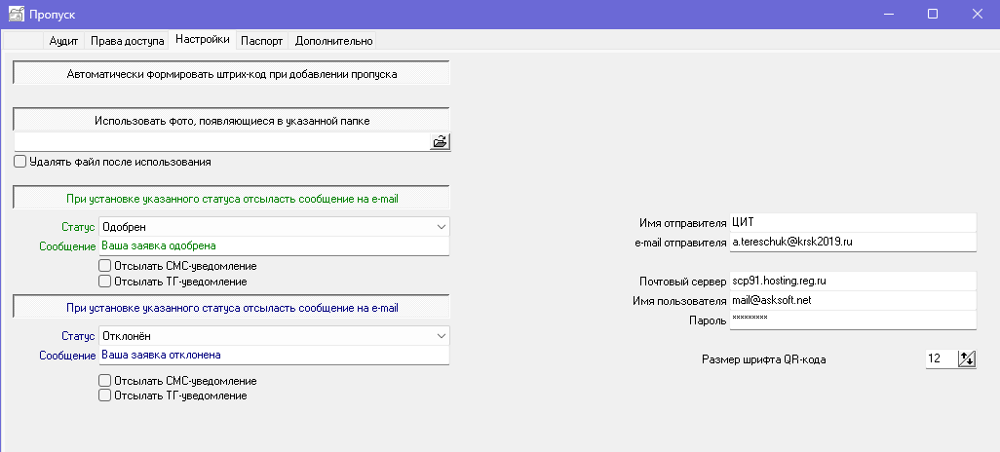 Пропуск
Аудит Права доступа Настройки Паспорт Дополнительно
Автоматически формировать штрих-код при добавлении пропуска
Использовать фото, появляющиеся в указанной папке
Удалять файл после использования
При установке указанного статуса отсыласть сообщение на e-mail
Статус Одобрен
Сообщение Ваша заявка одобрена
Отсылать СМС-уведомление
Отсылать ТГ-уведомление
При установке указанного статуса отсыласть сообщение на e-mail
Статус Отклонён
Сообщение Ваша заявка отклонена
Отсылать СМС-уведомление
Отсылать ТГ-уведомление
Имя отправителя ЦИТ
e-mail отправителя a.tereschuk@krsk2019.ru
Почтовый сервер scp91.hosting.reg.ru
Имя пользователя mail@asksoft.net
Пароль *********
Размер шрифта QR-кода 12